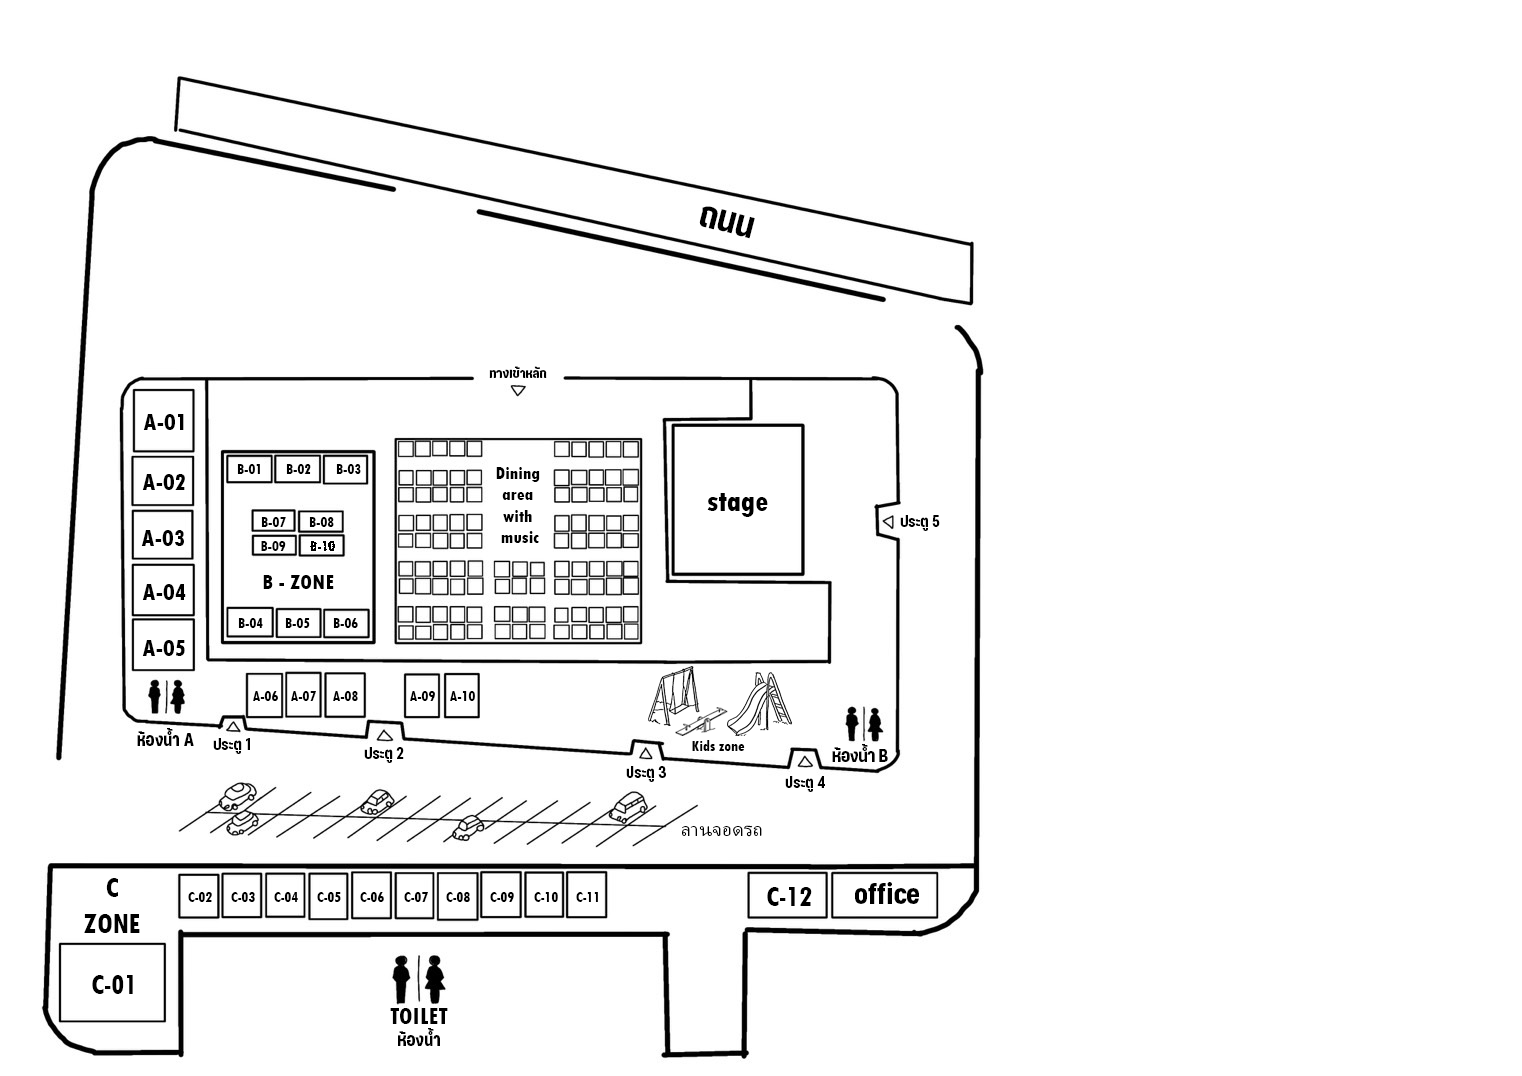 ถนน
ทางเข้าหลัก
A-01
A-02
A-03
A-04
A-05
B-01
B-02
B-03
B-07
B-08
B-09
B-10
B - ZONE
B-04
B-05
B-06
Dining
area
with
music
stage
ประตู 5
A-06
A-07
A-08
A-09
A-10
ห้องน้ำ A
ประตู 1
ประตู 2
ประตู 3
Kids zone
ประตู 4
ห้องน้ำ B
ลานจอดรถ
C
ZONE
C-01
C-02
C-03
C-04
C-05
C-06
C-07
C-08
C-09
C-10
C-11
C-12
office
TOILET
ห้องน้ำ